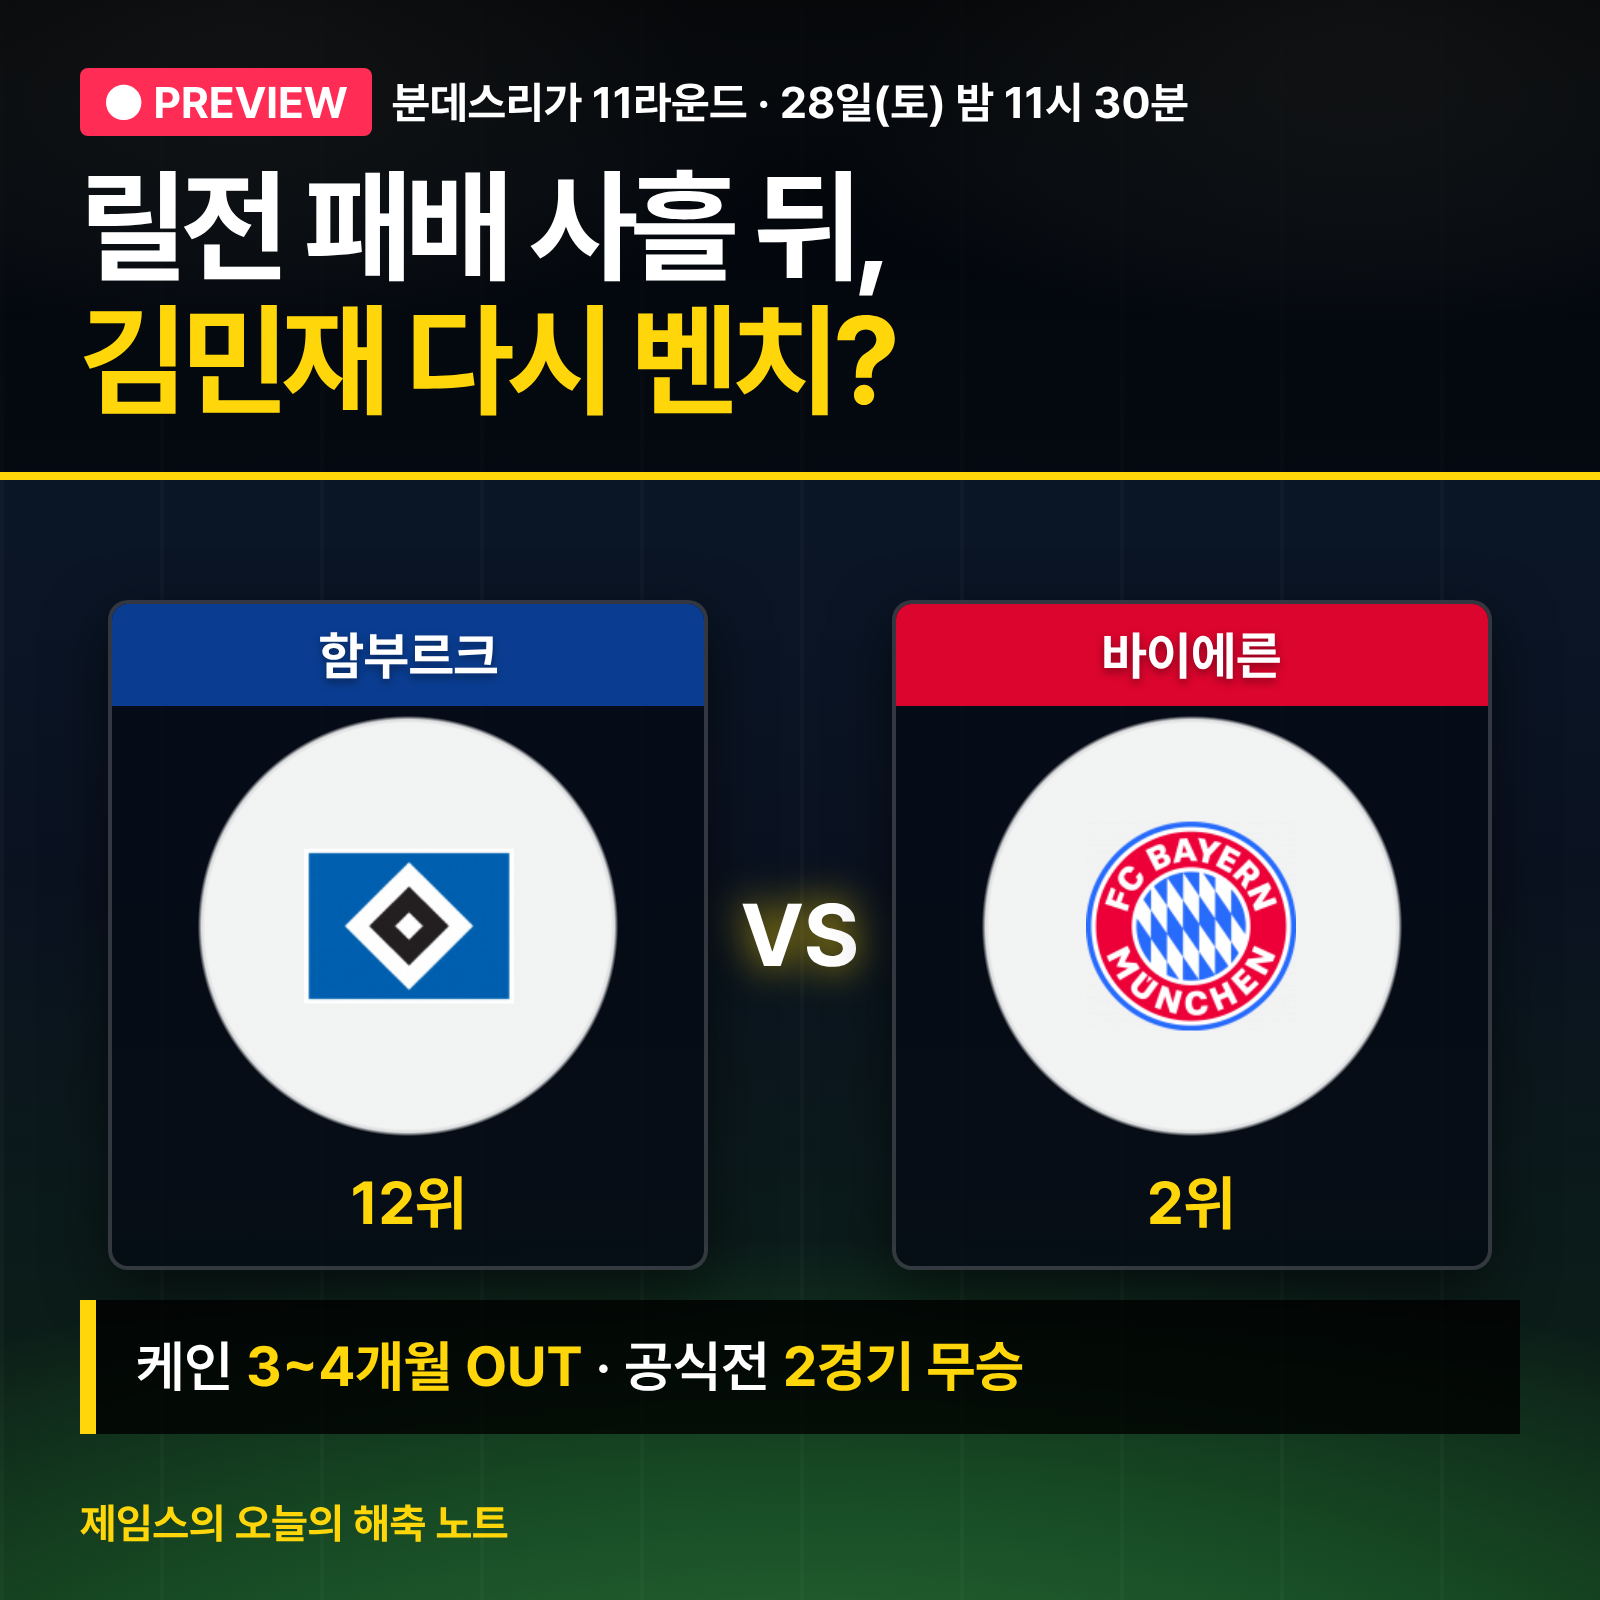 PREVIEW 분데스리가 11라운드 · 28일(토) 밤 11시 30분
릴전 패배 사흘 뒤,
김민재 다시 벤치?
함부르크
바이에른
VS
FC BAYERN
MÜNCHEN
12위
2위
케인 3~4개월 OUT · 공식전 2경기 무승
제임스의 오늘의 해축 노트